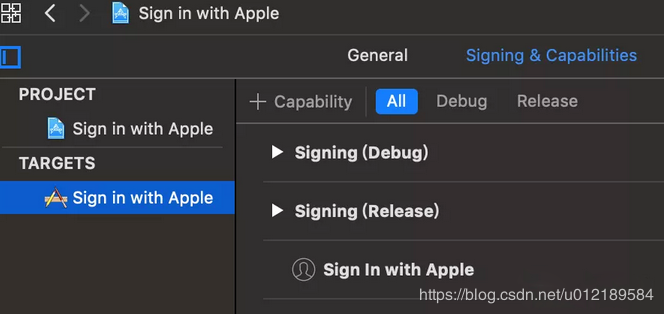 Sign in with Apple
General Signing & Capabilities
PROJECT
Sign in with Apple
TARGETS
Sign in with Apple
+ Capability All Debug Release
Signing (Debug)
Signing (Release)
Sign In with Apple
https://blog.csdn.net/u012189584